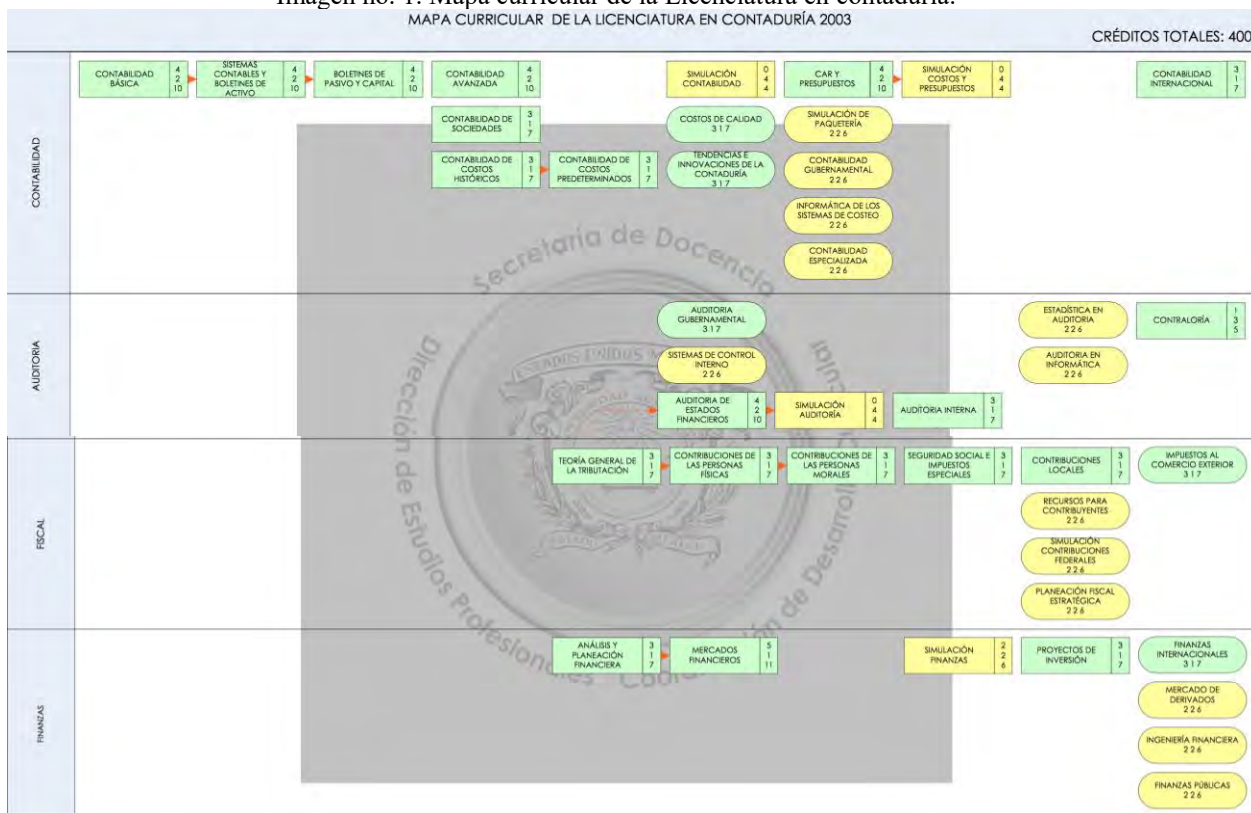 Imagen no. 1. Mapa curricular de la Licenciatura en contaduría.
MAPA CURRICULAR DE LA LICENCIATURA EN CONTADURÍA 2003
CRÉDITOS TOTALES: 400
CONTABILIDAD
CONTABILIDAD
BÁSICA
4
2
10
SISTEMAS
CONTABLES Y
BOLETINES DE
ACTIVO
4
2
10
BOLETINES DE
PASIVO Y CAPITAL
4
2
10
CONTABILIDAD
AVANZADA
4
2
10
SIMULACIÓN
CONTABILIDAD
0
4
4
CAR Y
PRESUPUESTOS
4
2
10
SIMULACIÓN
COSTOS Y
PRESUPUESTOS
0
4
4
CONTABILIDAD
INTERNACIONAL
3
1
7
CONTABILIDAD DE
SOCIEDADES
3
1
7
COSTOS DE CALIDAD
3 1 7
SIMULACIÓN DE
PAQUETERÍA
2 2 6
CONTABILIDAD DE
COSTOS
HISTÓRICOS
3
1
7
CONTABILIDAD DE
COSTOS
PREDETERMINADOS
3
1
7
TENDENCIAS E
INNOVACIONES DE LA
CONTADURÍA
3 1 7
CONTABILIDAD
GUBERNAMENTAL
2 2 6
INFORMÁTICA DE LOS
SISTEMAS DE COSTEO
2 2 6
CONTABILIDAD
ESPECIALIZADA
2 2 6
AUDITORIA
AUDITORIA
GUBERNAMENTAL
3 1 7
ESTADÍSTICA EN
AUDITORIA
2 2 6
CONTRALORÍA
1
3
5
SISTEMAS DE CONTROL
INTERNO
2 2 6
AUDITORIA EN
INFORMÁTICA
2 2 6
AUDITORIA DE
ESTADOS
FINANCIEROS
4
2
10
SIMULACIÓN
AUDITORÍA
0
4
4
AUDITORIA INTERNA
3
1
7
FISCAL
TEORÍA GENERAL DE
LA TRIBUTACIÓN
3
1
7
CONTRIBUCIONES DE
LAS PERSONAS
FÍSICAS
3
1
7
CONTRIBUCIONES DE
LAS PERSONAS
MORALES
3
1
7
SEGURIDAD SOCIAL E
IMPUESTOS
ESPECIALES
3
1
7
CONTRIBUCIONES
LOCALES
3
1
7
IMPUESTOS AL
COMERCIO EXTERIOR
3 1 7
RECURSOS PARA
CONTRIBUYENTES
2 2 6
SIMULACIÓN
CONTRIBUCIONES
FEDERALES
2 2 6
PLANEACIÓN FISCAL
ESTRATÉGICA
2 2 6
FINANZAS
ANÁLISIS Y
PLANEACIÓN
FINANCIERA
3
1
7
MERCADOS
FINANCIEROS
5
1
11
SIMULACIÓN
FINANZAS
2
2
6
PROYECTOS DE
INVERSIÓN
3
1
7
FINANZAS
INTERNACIONALES
3 1 7
MERCADO DE
DERIVADOS
2 2 6
INGENIERÍA FINANCIERA
2 2 6
FINANZAS PÚBLICAS
2 2 6
Secretaría de Docencia
Dirección de Estudios Profesionales